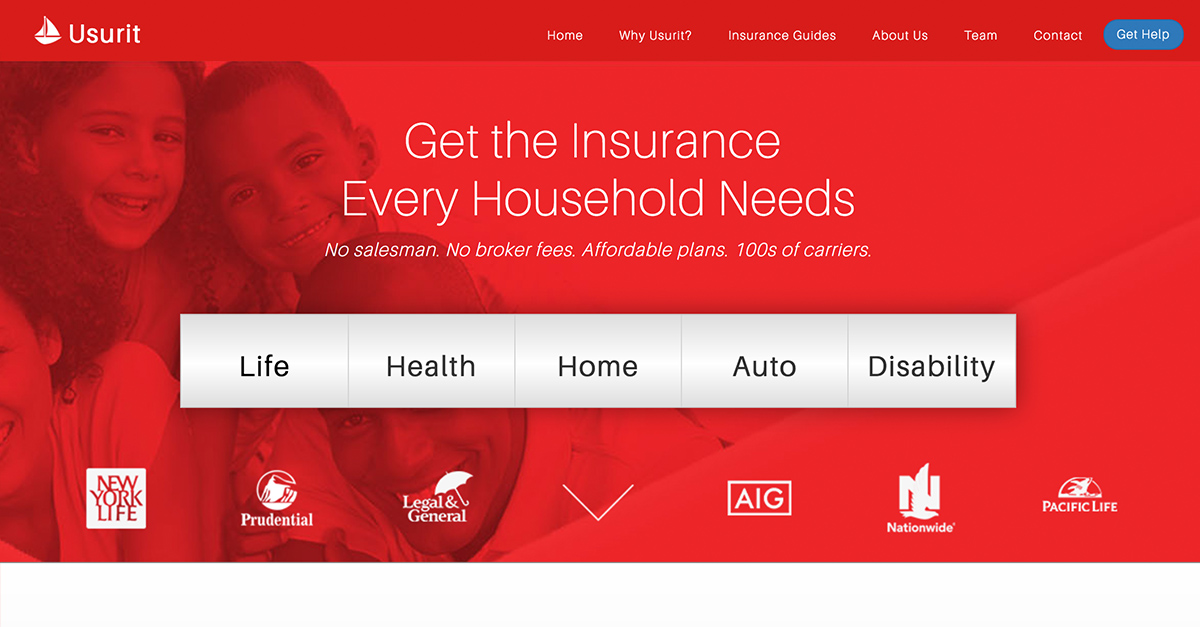 Usurit
Home Why Usurit? Insurance Guides About Us Team Contact Get Help
Get the Insurance
Every Household Needs
No salesman. No broker fees. Affordable plans. 100s of carriers.
Life Health Home Auto Disability
NEW
YORK
LIFE
Prudential
Legal &
General
AIG
Nationwide®
PACIFIC LIFE